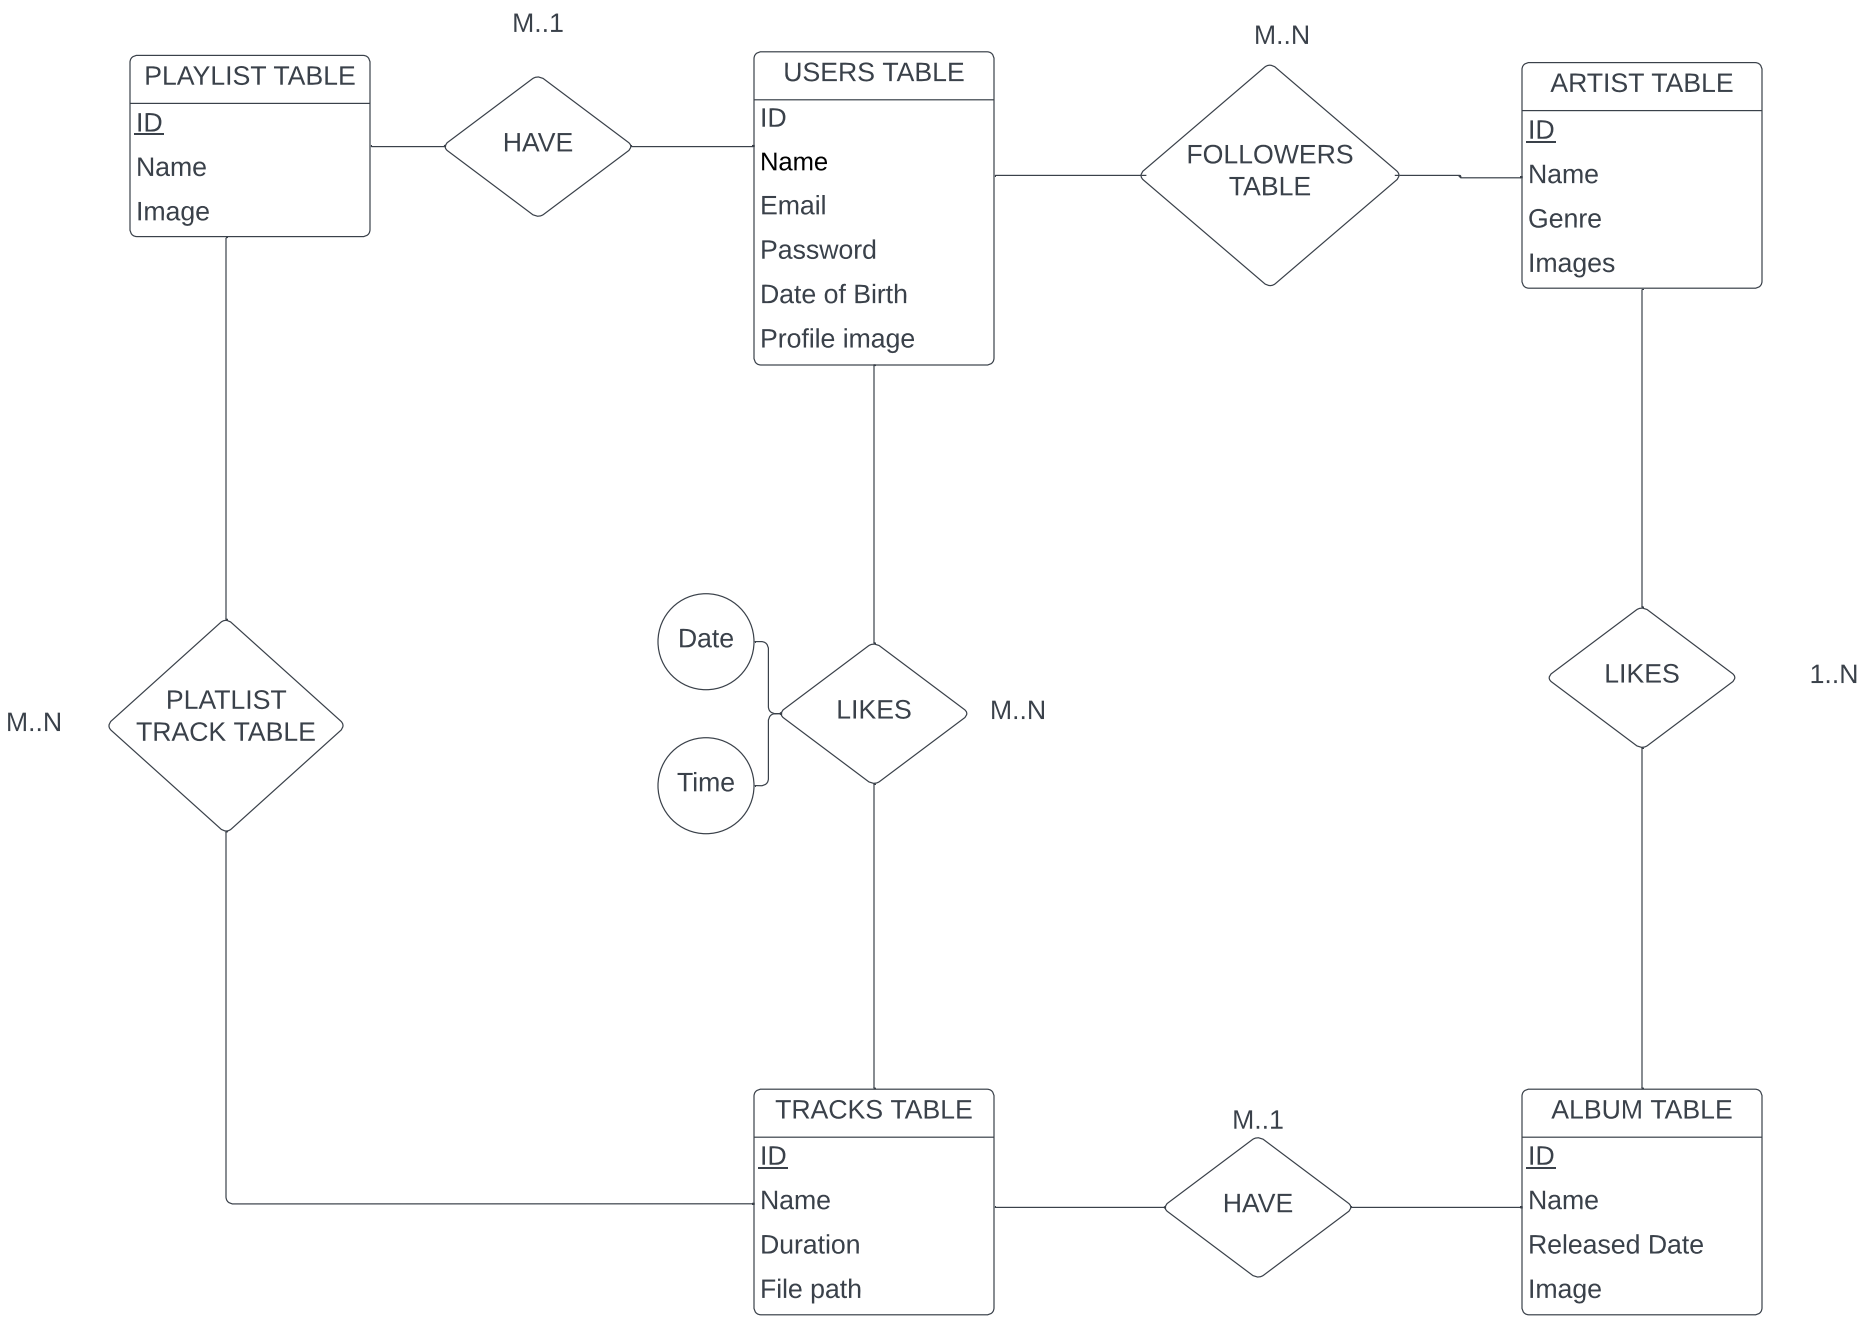 M..1
M..N
PLAYLIST TABLE
ID
Name
Image
HAVE
USERS TABLE
ID
Name
Email
Password
Date of Birth
Profile image
FOLLOWERS
TABLE
ARTIST TABLE
ID
Name
Genre
Images
M..N
PLATLIST
TRACK TABLE
Date
Time
LIKES
M..N
LIKES
1..N
TRACKS TABLE
ID
Name
Duration
File path
M..1
HAVE
ALBUM TABLE
ID
Name
Released Date
Image